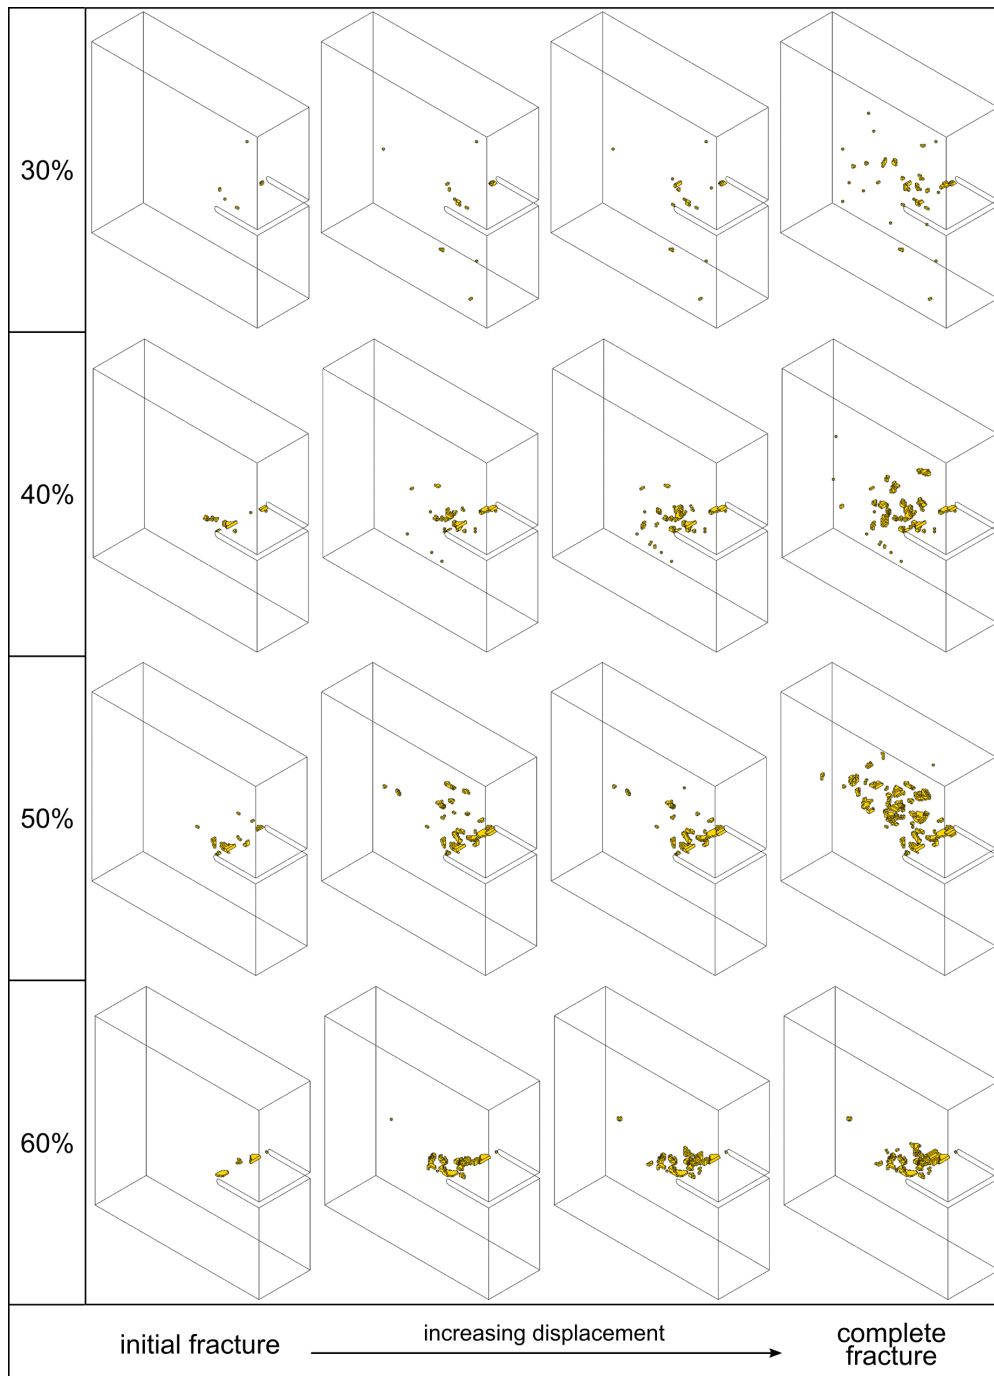 30%
40%
50%
60%
initial fracture
increasing displacement
complete
fracture